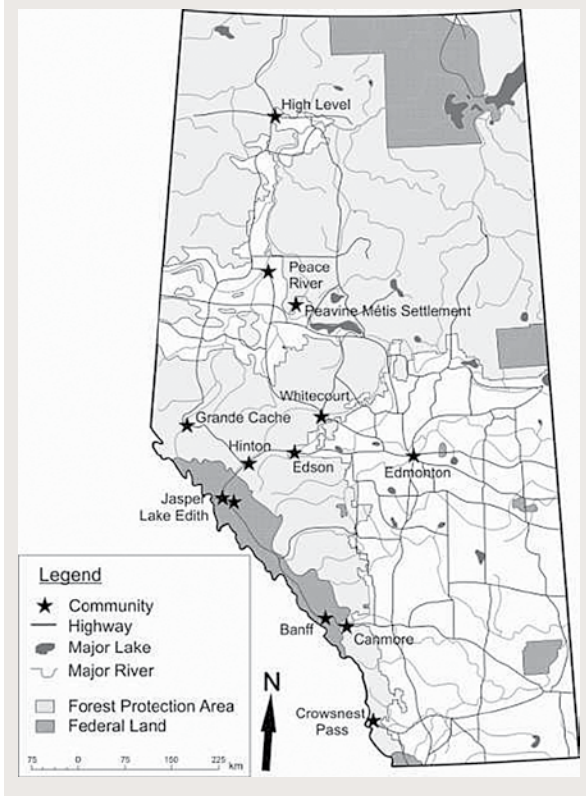 High Level
Peace
River
Peavine Métis Settlement
Whitecourt
Grande Cache
Hinton
Edson
Edmonton
Jasper
Lake Edith
Banff
Canmore
Crowsnest
Pass
Legend
Community
Highway
Major Lake
Major River
Forest Protection Area
Federal Land
N
75 0 75 150 225
km